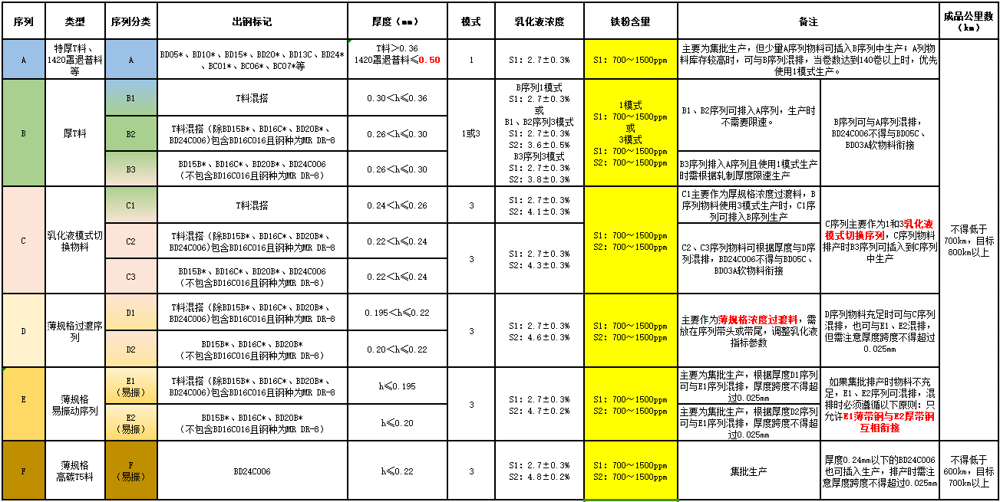 序列
类型
序列分类
出钢标记
厚度（mm）
模式
乳化液浓度
铁粉含量
备注
成品公里数
（km）
A
特厚T料、
1420罩退普料
等
A
BD05*、BD10*、BD15*、BD20*、BD13C、BD24*
、BC01*、BC06*、BC07*等
T料＞0.36
1420罩退普料≤0.50
1
S1：2.7±0.3%
S1：700～1500ppm
主要为集批生产，但少量A序列物料可插入B序列中生产；A列物
料库存较高时，可与B序列混排，当卷数达到140卷以上时，优先
使用1模式生产。
不得低于
700km，目标
800km以上
B
厚T料
B1
T料混搭
0.30＜h≤0.36
1或3
B序列1模式
S1：2.7±0.3%
或
B1、B2序列3模式
S1：2.7±0.3%
S2：3.6±0.5%
B3序列3模式
S1：2.7±0.3%
S2：3.8±0.3%
1模式
S1：700～1500ppm
或
3模式
S1：700～1500ppm
S2：700～1500ppm
B1、B2序列可排入A序列，生产时
不需要限速。
B序列可与A序列混排，
BD24C006不得与BD05C、
BD03A软物料衔接
B2
T料混搭（除BD15B*、BD16C*、BD20B*、
BD24C006)包含BD16C016且钢种为MR DR-8
0.26＜h≤0.30
B3
BD15B*、BD16C*、BD20B*、BD24C006
（不包含BD16C016且钢种为MR DR-8）
0.26＜h≤0.30
B3序列排入A序列且使用1模式生产
时需根据轧制厚度限速生产
C
乳化液模式切
换物料
C1
T料混搭
0.24＜h≤0.26
3
S1：2.7±0.3%
S2：4.1±0.3%
S1：700～1500ppm
S2：700～1500ppm
C1主要作为厚规格浓度过渡料，B
序列物料使用3模式生产时，C1序
列可排入B序列生产
C序列主要作为1和3乳化液
模式切换序列，C序列物料
排产时B3序列可插入到C序列
中生产
C2
T料混搭（除BD15B*、BD16C*、BD20B*、
BD24C006)包含BD16C016且钢种为MR DR-8
0.22＜h≤0.24
3
S1：2.7±0.3%
S2：4.3±0.3%
C2、C3序列物料可根据厚度与D序
列混排，BD24C006不得与BD05C、
BD03A软物料衔接
C3
BD15B*、BD16C*、BD20B*、BD24C006
（不包含BD16C016且钢种为MR DR-8）
0.22＜h≤0.24
D
薄规格过渡序
列
D1
T料混搭（除BD15B*、BD16C*、BD20B*、
BD24C006)包含BD16C016且钢种为MR DR-8
0.195＜h≤0.22
3
S1：2.7±0.3%
S2：4.6±0.3%
S1：700～1500ppm
S2：700～1500ppm
主要作为薄规格浓度过渡料，需
放在序列带头或带尾，调整乳化液
指标参数
D序列物料充足时可与C序列
混排，也可与E1、E2混排，
但需注意厚度跨度不得超过
0.025mm
D2
BD15B*、BD16C*、BD20B*
（不包含BD16C016且钢种为MR DR-8）
0.20＜h≤0.22
E
薄规格
易振动序列
E1
（易振）
T料混搭（除BD15B*、BD16C*、BD20B*、
BD24C006)包含BD16C016且钢种为MR DR-8
h≤0.195
3
S1：2.7±0.3%
S2：4.7±0.2%
S1：700～1500ppm
S2：700～1500ppm
主要为集批生产，根据厚度D1序列
可与E1序列混排，厚度跨度不得超
过0.025mm
如果集批排产时物料不充
足，E1、E2序列可混排，混
排时必须遵循以下原则：只
允许E1薄带钢与E2厚带钢
互相衔接
E2
（易振）
BD15B*、BD16C*、BD20B*
（不包含BD16C016且钢种为MR DR-8）
h≤0.20
主要为集批生产，根据厚度D2序列
可与E1序列混排，厚度跨度不得超
过0.025mm
F
薄规格
高碳T5料
F
（易振）
BD24C006
h≤0.22
3
S1：2.7±0.3%
S2：4.8±0.2%
S1：700～1500ppm
S2：700～1500ppm
集批生产
厚度0.24mm以下的BD24C006
也可插入生产，排产时需注
意厚度跨度不得超过0.025mm
不得低于
600km，目标
700km以上